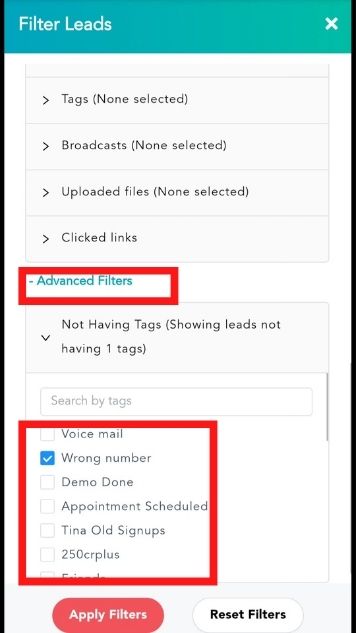 Filter Leads ×
> Tags (None selected)
> Broadcasts (None selected)
> Uploaded files (None selected)
> Clicked links
- Advanced Filters
Not Having Tags (Showing leads not
having 1 tags)
Search by tags
Voice mail
Wrong number
Demo Done
Appointment Scheduled
Tina Old Signups
250crplus
Friends
Apply Filters Reset Filters